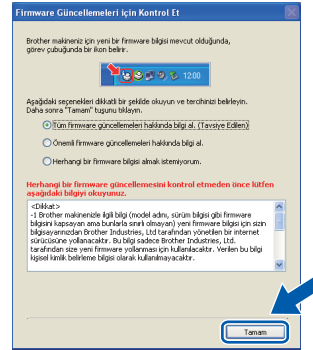 Firmware Güncellemeleri için Kontrol Et
Brother makineniz için yeni bir firmware bilgisi mevcut olduğunda,
görev çubuğunda bir ikon belirir.
12:00
Aşağıdaki seçenekleri dikkatli bir şekilde okuyun ve tercihinizi belirleyin.
Daha sonra "Tamam" tuşunu tıklayın.
Tüm firmware güncellemeleri hakkında bilgi al. (Tavsiye Edilen)
Önemli firmware güncellemeleri hakkında bilgi al.
Herhangi bir firmware bilgisi almak istemiyorum.
Herhangi bir firmware güncellemesini kontrol etmeden önce lütfen
aşağıdaki bilgiyi okuyunuz.
<Dikkat>
-1 Brother makinenizle ilgili bilgi (model adını, sürüm bilgisi gibi firmware
bilgisini kapsayan ama bunlarla sınırlı olmayan) yeni firmware bilgisi için sizin
bilgisayarınızdan Brother Industries, Ltd tarafından yönetilen bir internet
sürücüsüne yollanacaktır. Bu bilgi sadece Brother Industries, Ltd.
tarafından size yeni firmware yollanması için kullanılacaktır. Verilen bu bilgi
kişisel kimlik belirleme bilgisi olarak kullanılmayacaktır.
Tamam